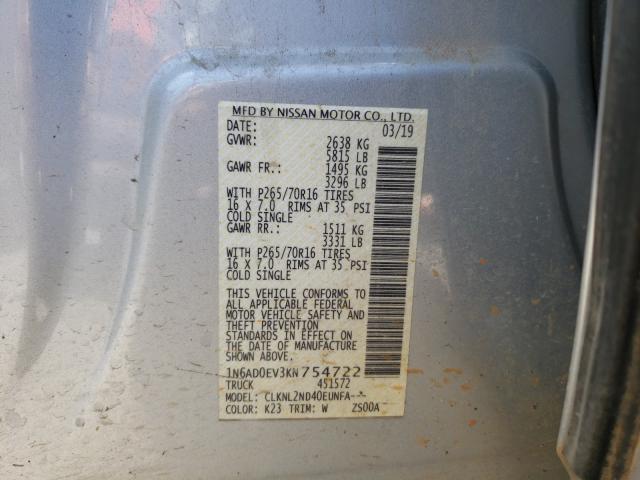 MFD BY NISSAN MOTOR CO., LTD.
DATE: 03/19
GVWR: 2638 KG
5815 LB
GAWR FR.: 1495 KG
3296 LB
WITH P265/70R16 TIRES
16 X 7.0 RIMS AT 35 PSI
COLD SINGLE
GAWR RR.: 1511 KG
3331 LB
WITH P265/70R16 TIRES
16 X 7.0 RIMS AT 35 PSI
COLD SINGLE
THIS VEHICLE CONFORMS TO
ALL APPLICABLE FEDERAL
MOTOR VEHICLE SAFETY AND
THEFT PREVENTION
STANDARDS IN EFFECT ON
THE DATE OF MANUFACTURE
SHOWN ABOVE.
1N6AD0EV3KN754722
TRUCK 451572
MODEL: CLKNL2ND40EUNFA---
COLOR: K23 TRIM: W ZS00A